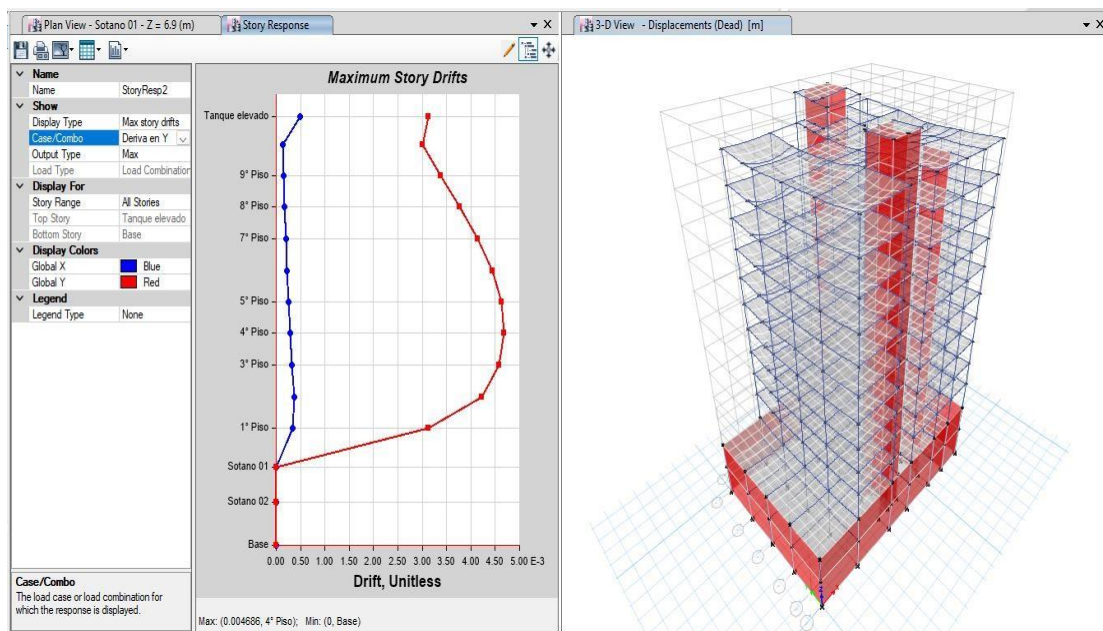 Plan View - Sotano 01 - Z = 6.9 (m)
Story Response
Name
Name StoryResp2
Show
Display Type Max story drifts
Case/Combo Deriva en Y
Output Type Max
Load Type Load Combination
Display For
Story Range All Stories
Top Story Tanque elevado
Bottom Story Base
Display Colors
Global X Blue
Global Y Red
Legend
Legend Type None
Case/Combo
The load case or load combination for
which the response is displayed.
Maximum Story Drifts
Tanque elevado
9° Piso
8° Piso
7° Piso
5° Piso
4° Piso
3° Piso
1° Piso
Sotano 01
Sotano 02
Base
0.00 0.50 1.00 1.50 2.00 2.50 3.00 3.50 4.00 4.50 5.00 E-3
Drift, Unitless
Max: (0.004686, 4° Piso); Min: (0, Base)
3-D View - Displacements (Dead) [m]